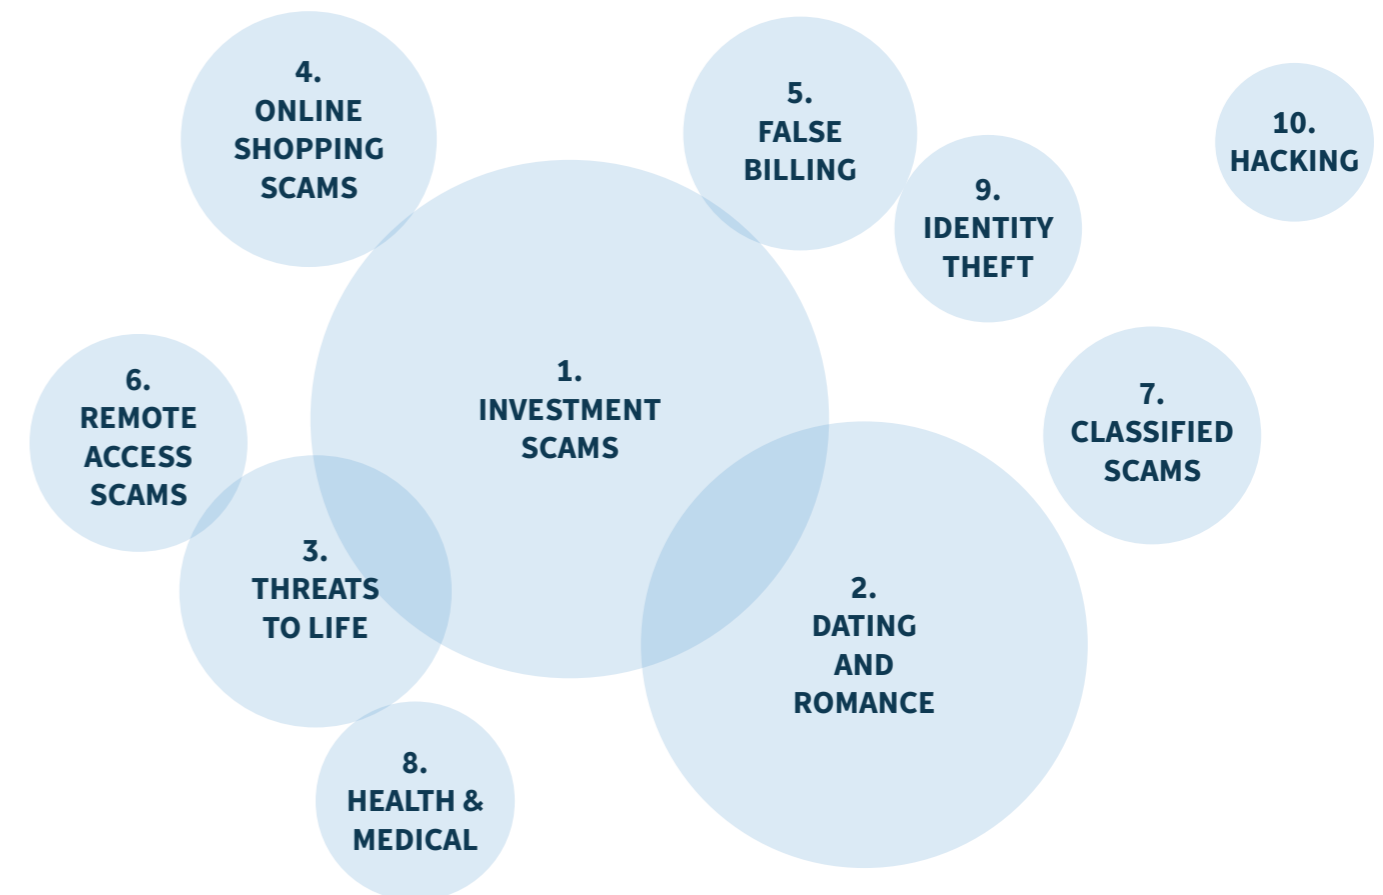 4.
ONLINE
SHOPPING
SCAMS
5.
FALSE
BILLING
10.
HACKING
9.
IDENTITY
THEFT
1.
INVESTMENT
SCAMS
6.
REMOTE
ACCESS
SCAMS
7.
CLASSIFIED
SCAMS
3.
THREATS
TO LIFE
2.
DATING
AND
ROMANCE
8.
HEALTH &
MEDICAL